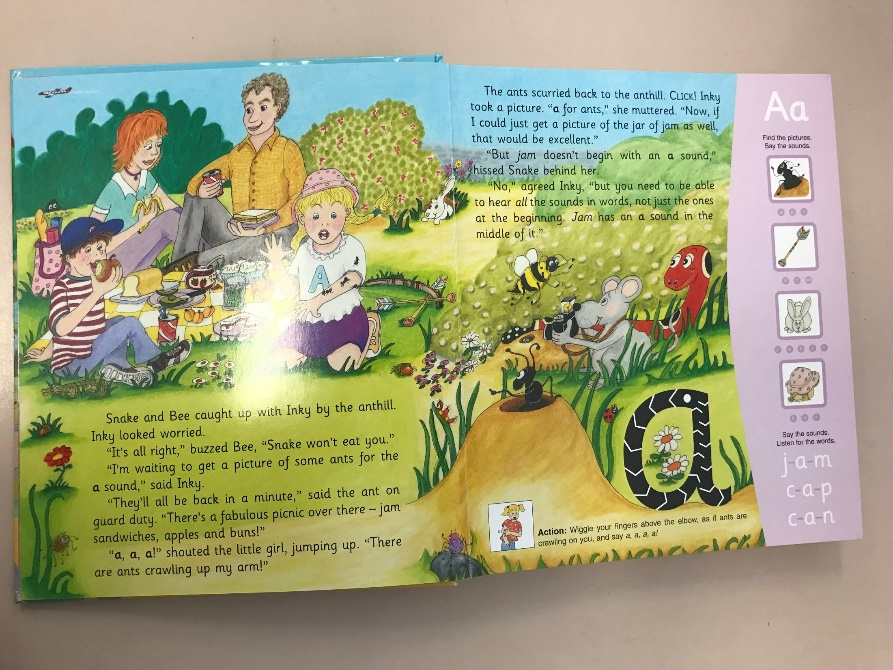 A
Snake and Bee caught up with Inky by the anthill.
Inky looked worried.
"It's all right," buzzed Bee, "Snake won't eat you."
"I'm waiting to get a picture of some ants for the
a sound," said Inky.
"They'll all be back in a minute," said the ant on
guard duty. "There's a fabulous picnic over there – jam
sandwiches, apples and buns!"
"a, a, a!" shouted the little girl, jumping up. "There
are ants crawling up my arm!"
The ants scurried back to the anthill. CLICK! Inky
took a picture. "a for ants," she muttered. "Now, if
I could just get a picture of the jar of jam as well,
that would be excellent."
"But jam doesn't begin with an a sound,"
hissed Snake behind her.
"No," agreed Inky, "but you need to be able
to hear all the sounds in words, not just the ones
at the beginning. Jam has an a sound in the
middle of it."
a
Action: Wiggle your fingers above the elbow, as if ants are
crawling on you, and say a, a, a, a!
Aa
Find the pictures.
Say the sounds.
Say the sounds.
Listen for the words.
j-a-m
c-a-p
c-a-n